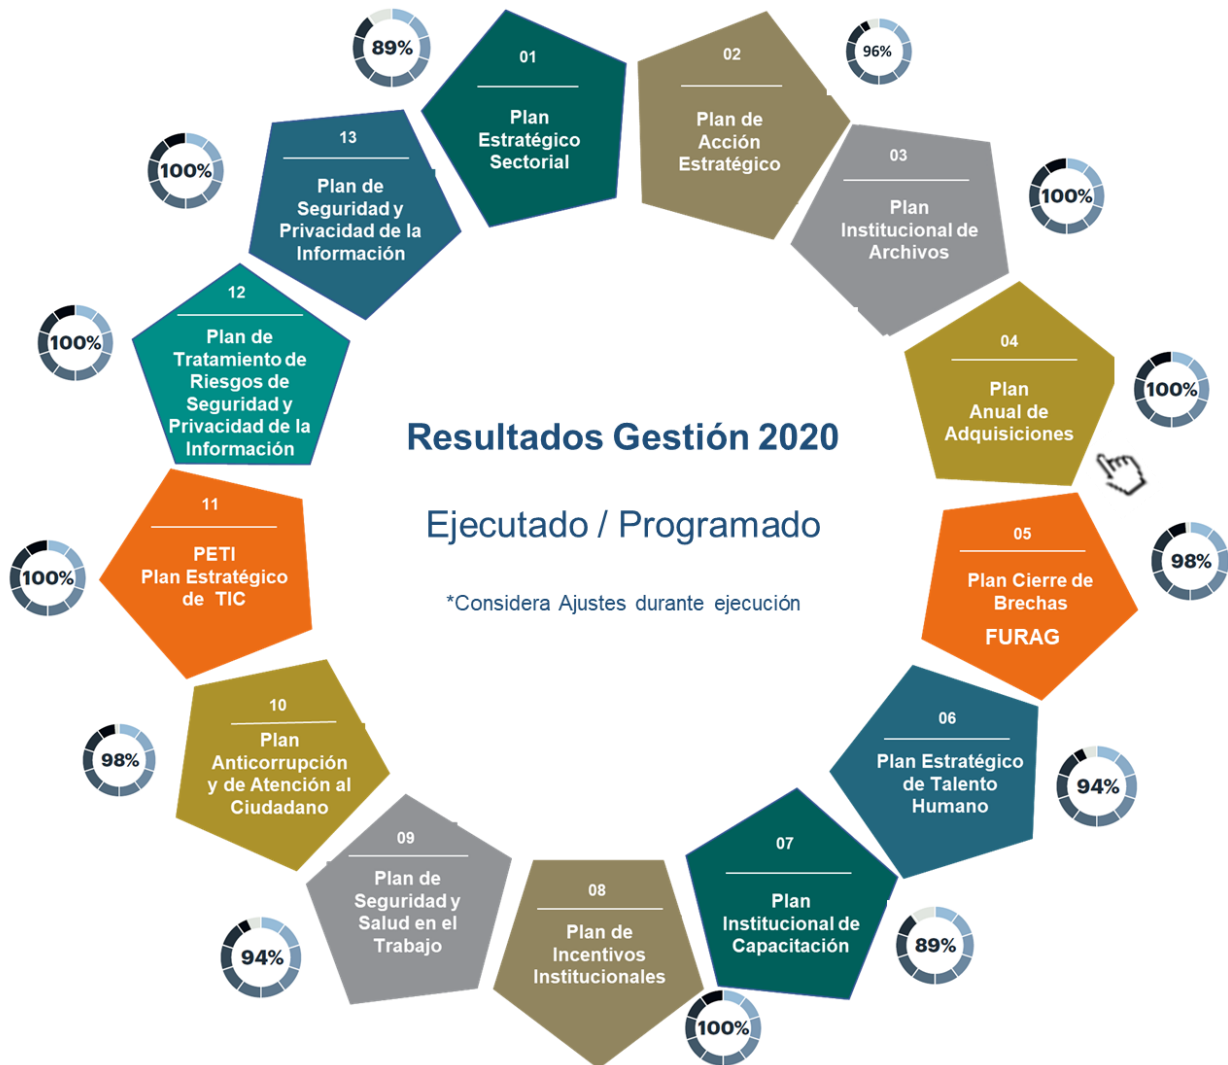 89%
01
Plan
Estratégico
Sectorial
02
Plan de
Acción
Estratégico
96%
03
Plan
Institucional de
Archivos
100%
04
Plan
Anual de
Adquisiciones
100%
05
Plan Cierre de
Brechas
FURAG
98%
06
Plan Estratégico
de Talento
Humano
94%
07
Plan
Institucional de
Capacitación
89%
08
Plan de
Incentivos
Institucionales
100%
09
Plan de
Seguridad y
Salud en el
Trabajo
94%
10
Plan
Anticorrupción
y de Atención al
Ciudadano
98%
11
PETI
Plan Estratégico
de TIC
100%
12
Plan de
Tratamiento de
Riesgos de
Seguridad y
Privacidad de la
Información
100%
13
Plan de
Seguridad y
Privacidad de la
Información
100%
Resultados Gestión 2020
Ejecutado / Programado
*Considera Ajustes durante ejecución